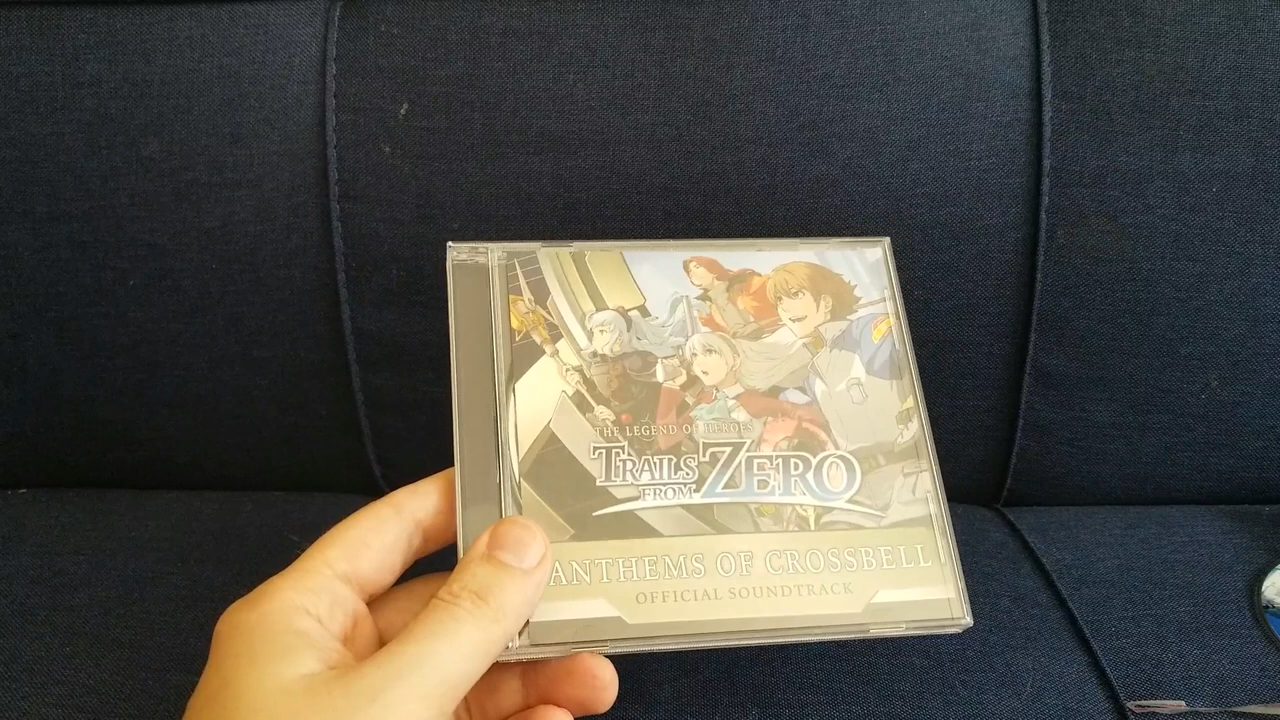 THE LEGEND OF HEROES
TRAILS
FROM ZERO
ANTHEMS OF CROSSBELL
OFFICIAL SOUNDTRACK